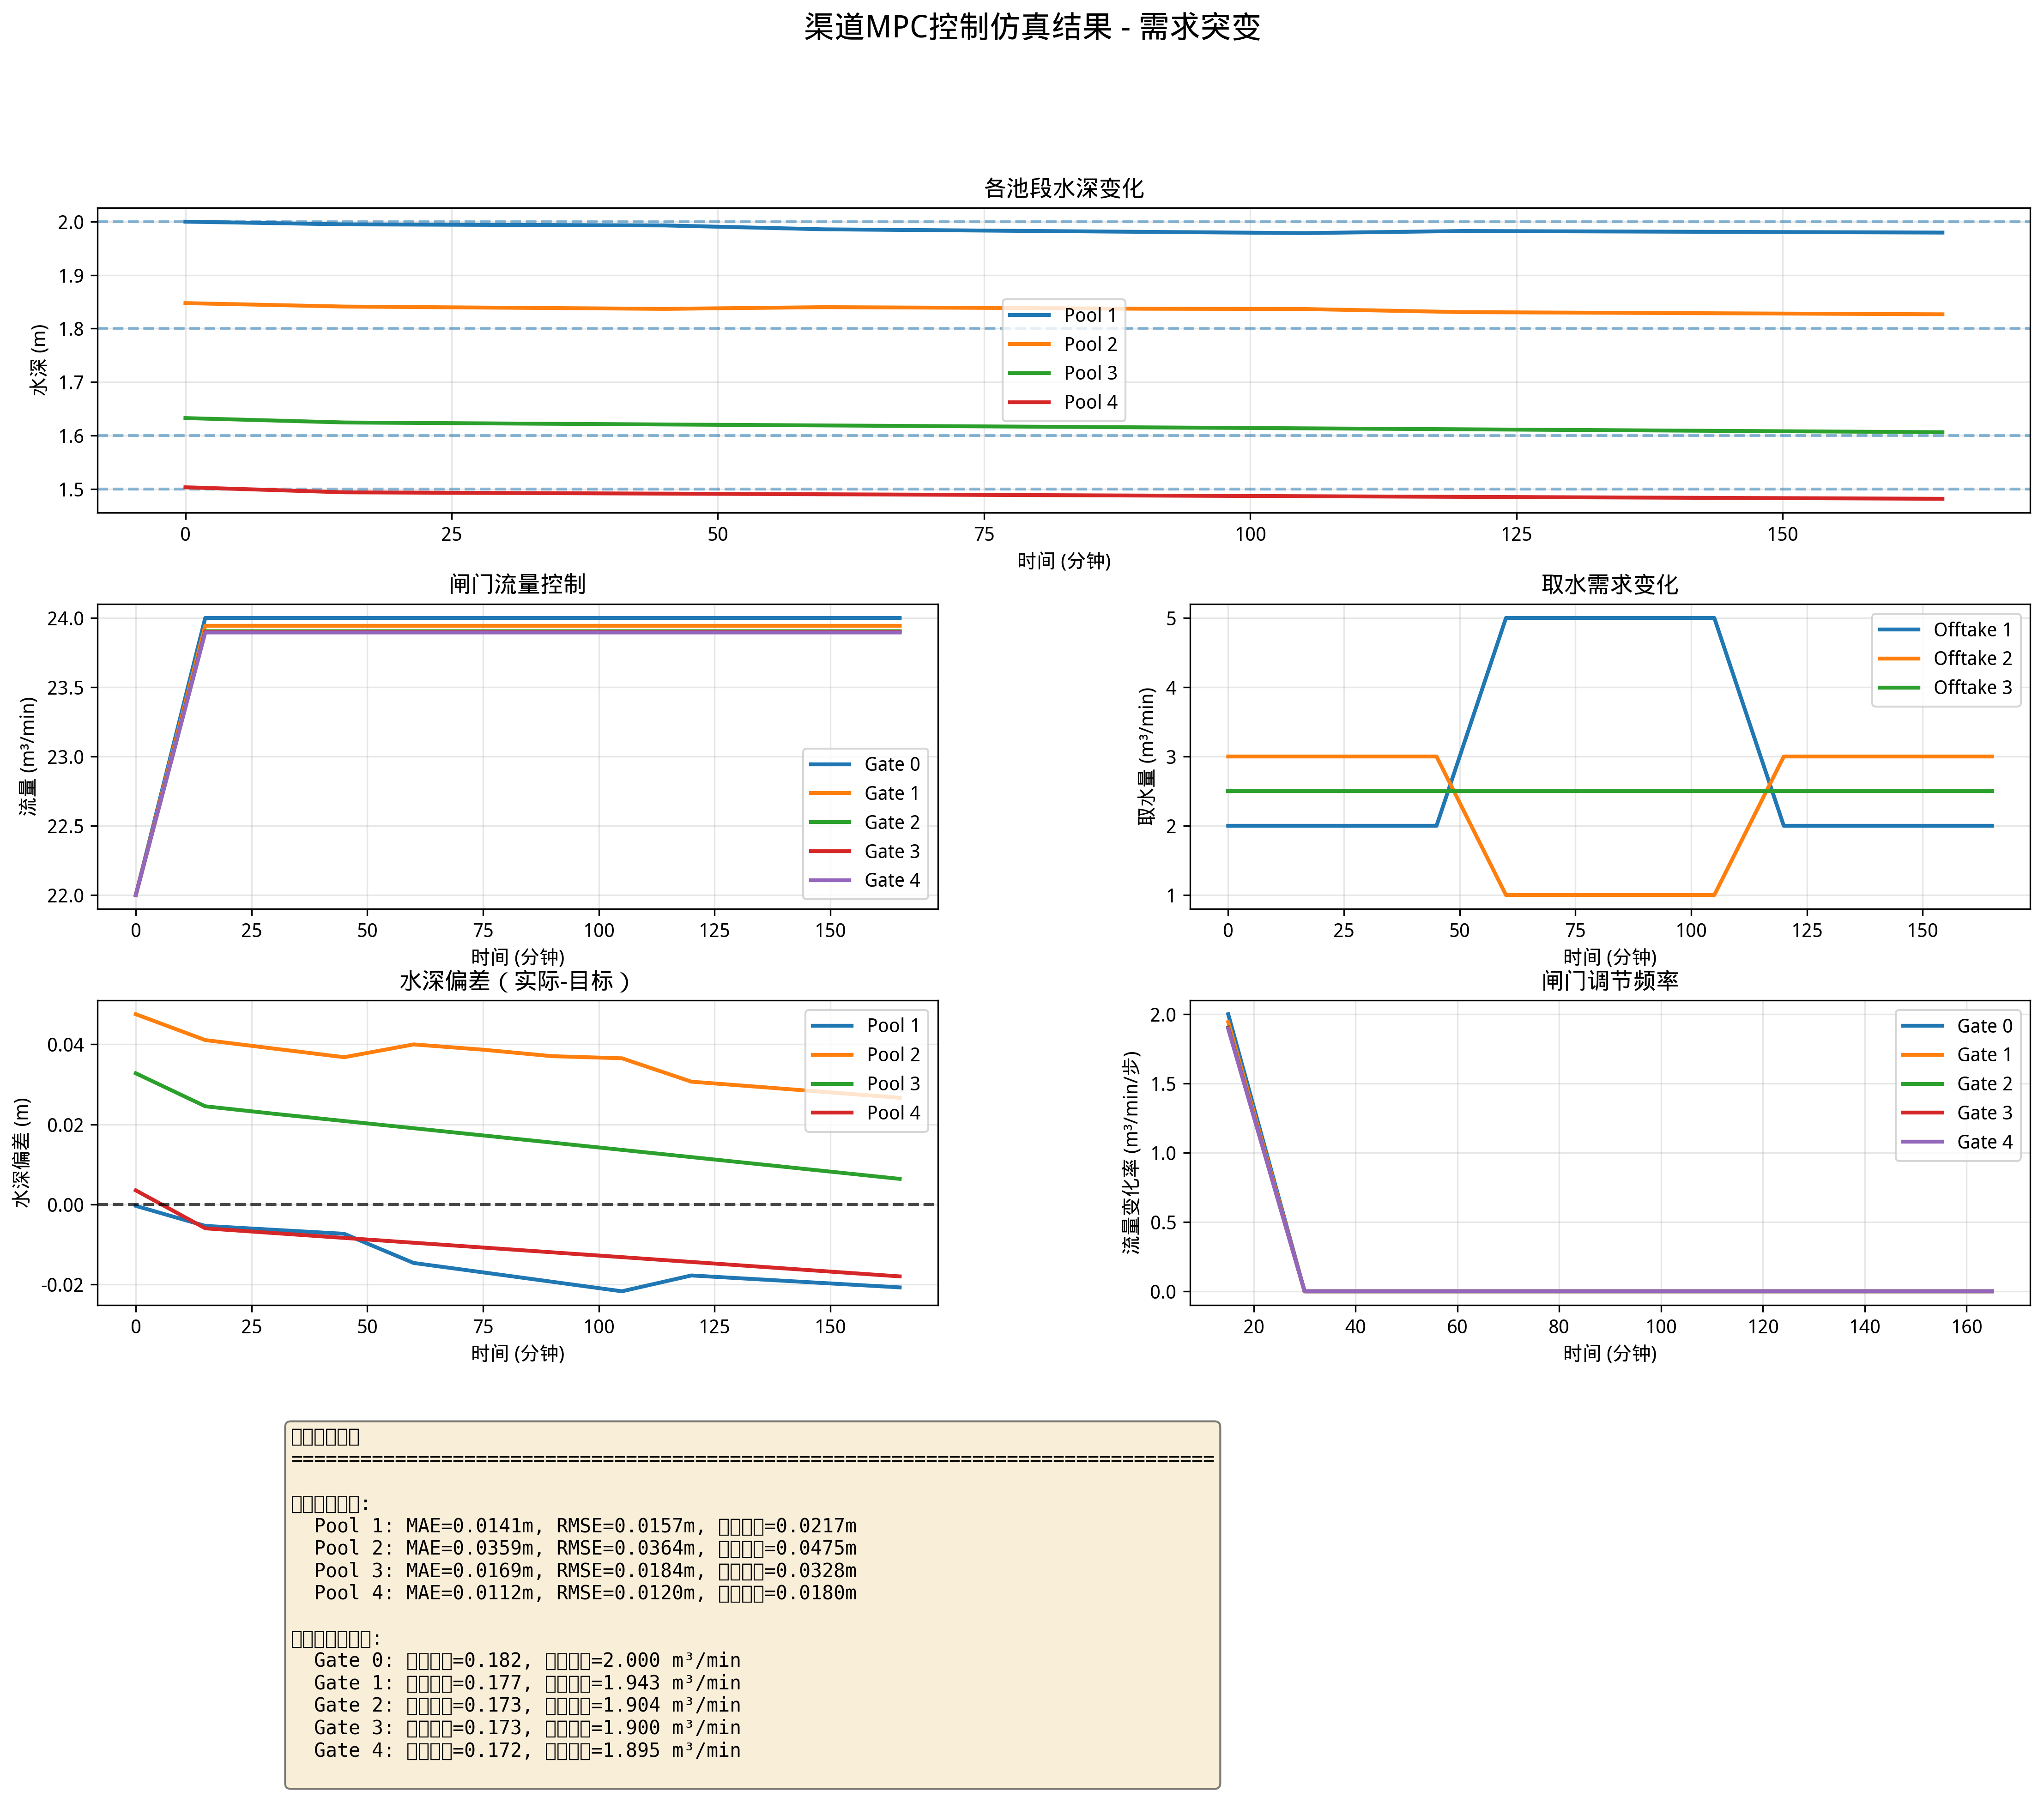 渠道MPC控制仿真结果 - 需求突变
各池段水深变化
水深 (m)
2.0
1.9
1.8
1.7
1.6
1.5
Pool 1
Pool 2
Pool 3
Pool 4
0 25 50 75 100 125 150
时间 (分钟)
闸门流量控制
流量 (m³/min)
24.0
23.5
23.0
22.5
22.0
Gate 0
Gate 1
Gate 2
Gate 3
Gate 4
0 25 50 75 100 125 150
时间 (分钟)
取水需求变化
取水量 (m³/min)
5
4
3
2
1
Offtake 1
Offtake 2
Offtake 3
0 25 50 75 100 125 150
时间 (分钟)
水深偏差（实际-目标）
水深偏差 (m)
0.04
0.02
0.00
-0.02
Pool 1
Pool 2
Pool 3
Pool 4
0 25 50 75 100 125 150
时间 (分钟)
闸门调节频率
流量变化率 (m³/min/步)
2.0
1.5
1.0
0.5
0.0
Gate 0
Gate 1
Gate 2
Gate 3
Gate 4
20 40 60 80 100 120 140 160
时间 (分钟)
================================================================================
Pool 1: MAE=0.0141m, RMSE=0.0157m, =0.0217m
Pool 2: MAE=0.0359m, RMSE=0.0364m, =0.0475m
Pool 3: MAE=0.0169m, RMSE=0.0184m, =0.0328m
Pool 4: MAE=0.0112m, RMSE=0.0120m, =0.0180m
Gate 0: =0.182, =2.000 m³/min
Gate 1: =0.177, =1.943 m³/min
Gate 2: =0.173, =1.904 m³/min
Gate 3: =0.173, =1.900 m³/min
Gate 4: =0.172, =1.895 m³/min